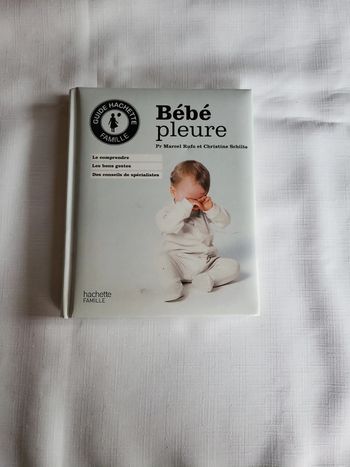 GUIDE HACHETTE
FAMILLE
Bébé
pleure
Pr Marcel Rufo et Christine Schilte
Le comprendre
Les bons gestes
Des conseils de spécialistes
hachette
FAMILLE